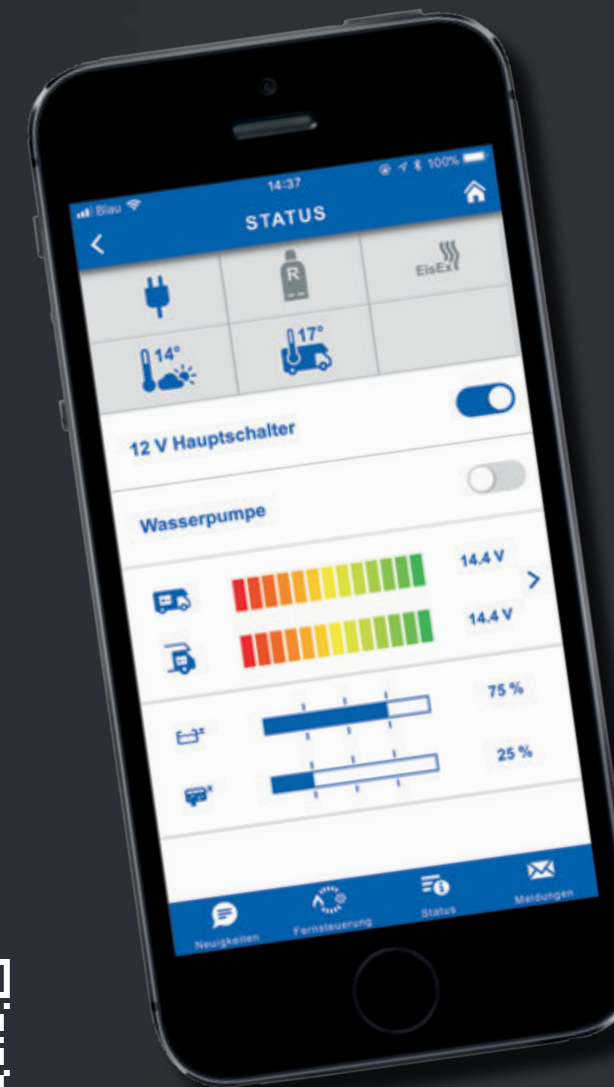 Blau 14:37 100%
STATUS
R EisEx
14° 17°
12 V Hauptschalter
Wasserpumpe
14.4 V
14.4 V
75 %
25 %
Neuigkeiten Fernsteuerung Status Meldungen